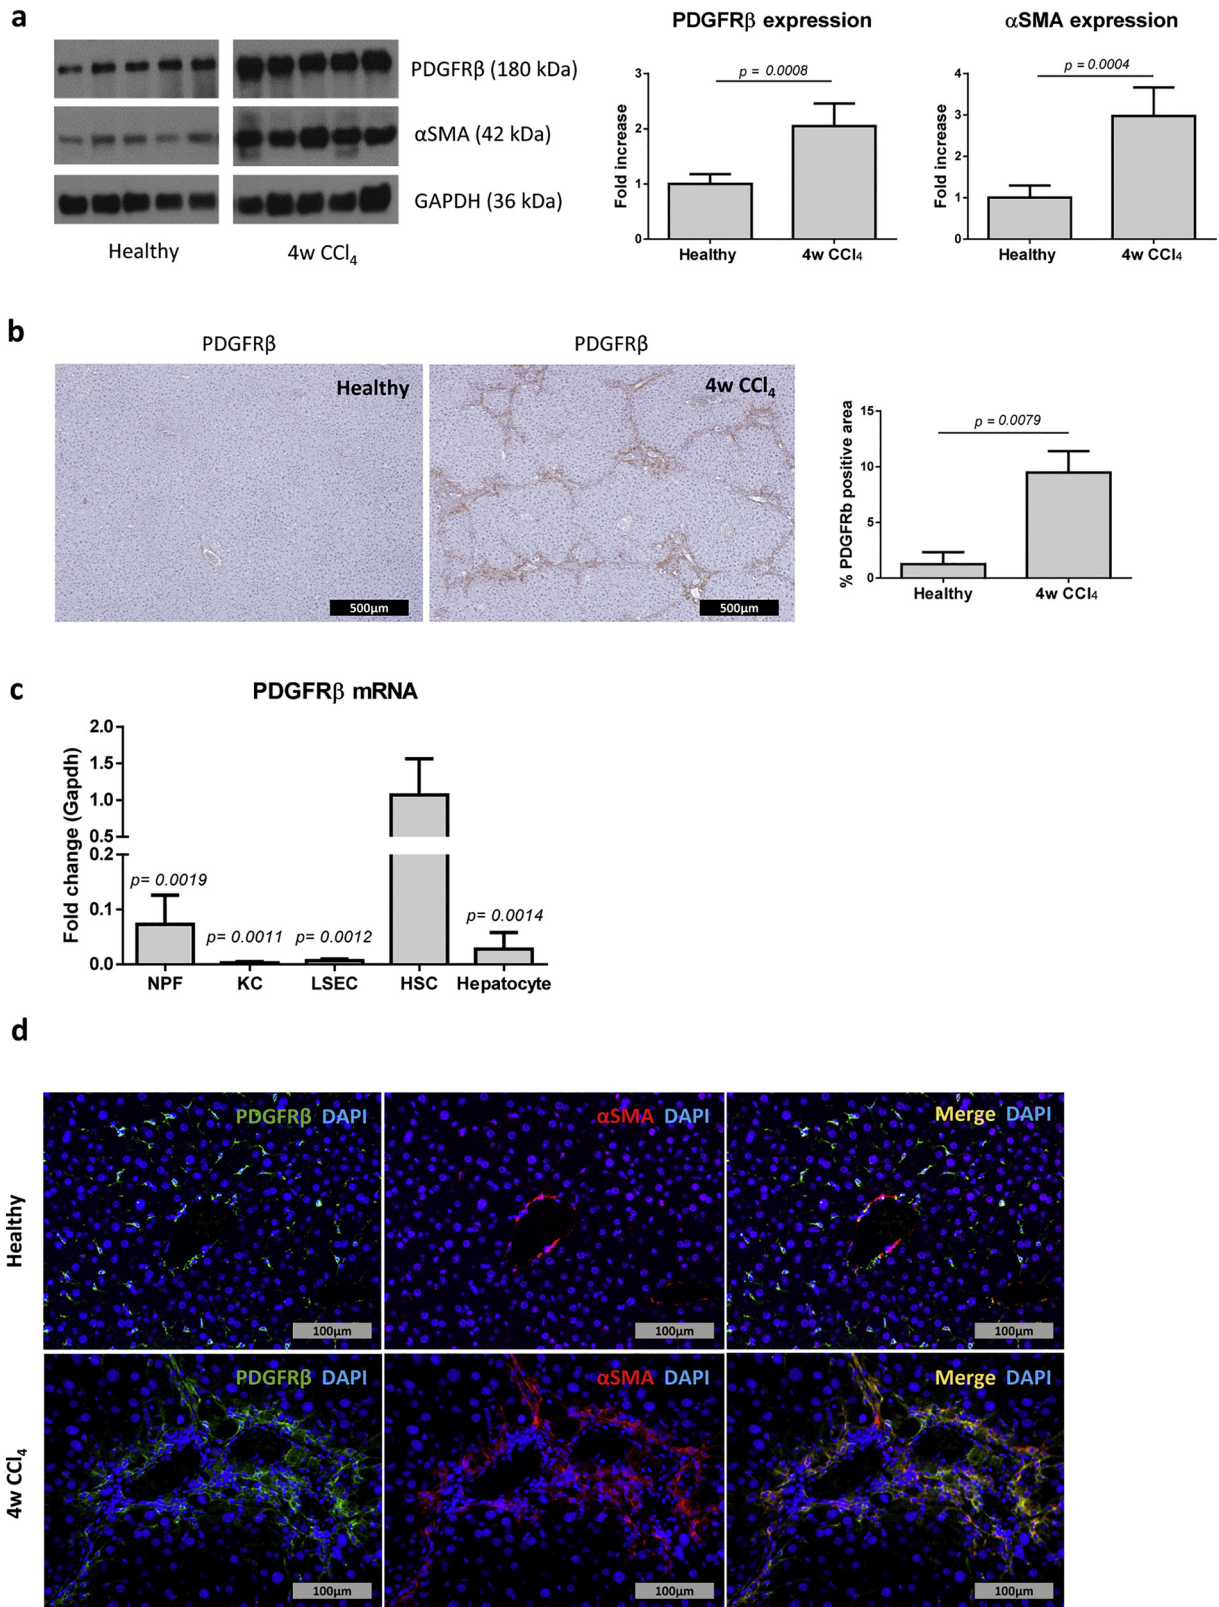 a
PDGFRβ (180 kDa)
αSMA (42 kDa)
GAPDH (36 kDa)
Healthy
4w CCl₄
PDGFRβ expression
Fold increase
3
2
1
0
p = 0.0008
Healthy
4w CCl₄
αSMA expression
Fold increase
4
3
2
1
0
p = 0.0004
Healthy
4w CCl₄
b
PDGFRβ
Healthy
500µm
PDGFRβ
4w CCl₄
500µm
% PDGFRb positive area
15
10
5
0
p = 0.0079
Healthy
4w CCl₄
c
PDGFRβ mRNA
Fold change (Gapdh)
2.0
1.5
1.0
0.5
0.2
0.1
0.0
p= 0.0019
p= 0.0011
p= 0.0012
p= 0.0014
NPF
KC
LSEC
HSC
Hepatocyte
d
Healthy
PDGFRβ DAPI
100µm
αSMA DAPI
100µm
Merge DAPI
100µm
4w CCl₄
PDGFRβ DAPI
100µm
αSMA DAPI
100µm
Merge DAPI
100µm